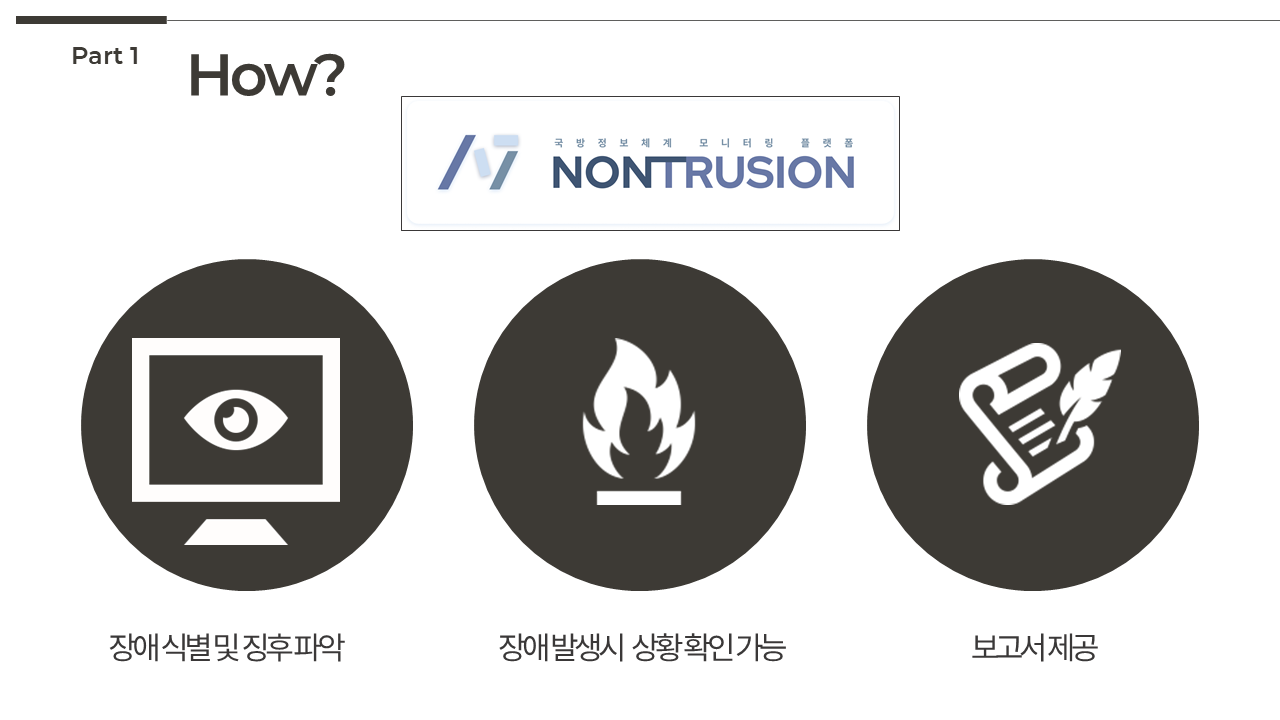 Part 1
How?
국방정보체계 모니터링 플랫폼
NONTRUSION
장애 식별 및 징후 파악
장애 발생시 상황 확인 가능
보고서 제공